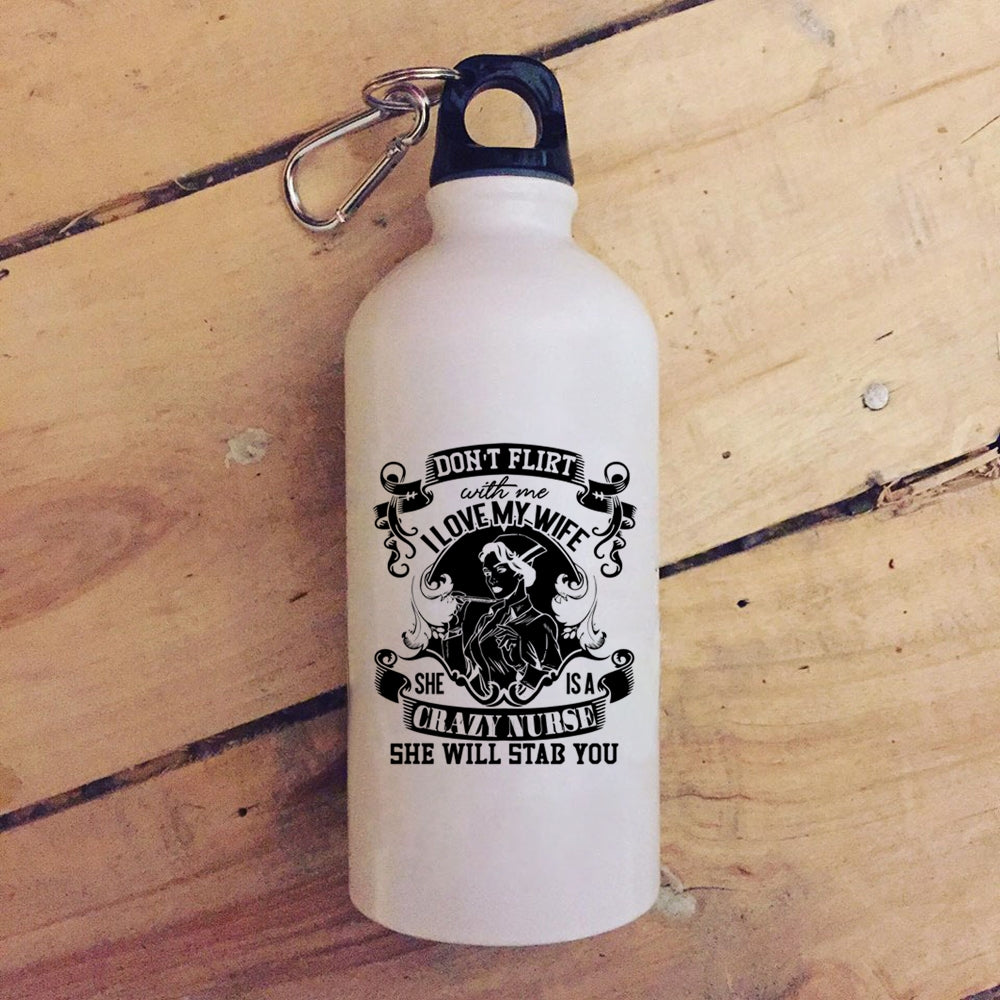 DON'T FLIRT
with me
I LOVE MY WIFE
SHE IS A
CRAZY NURSE
SHE WILL STAB YOU